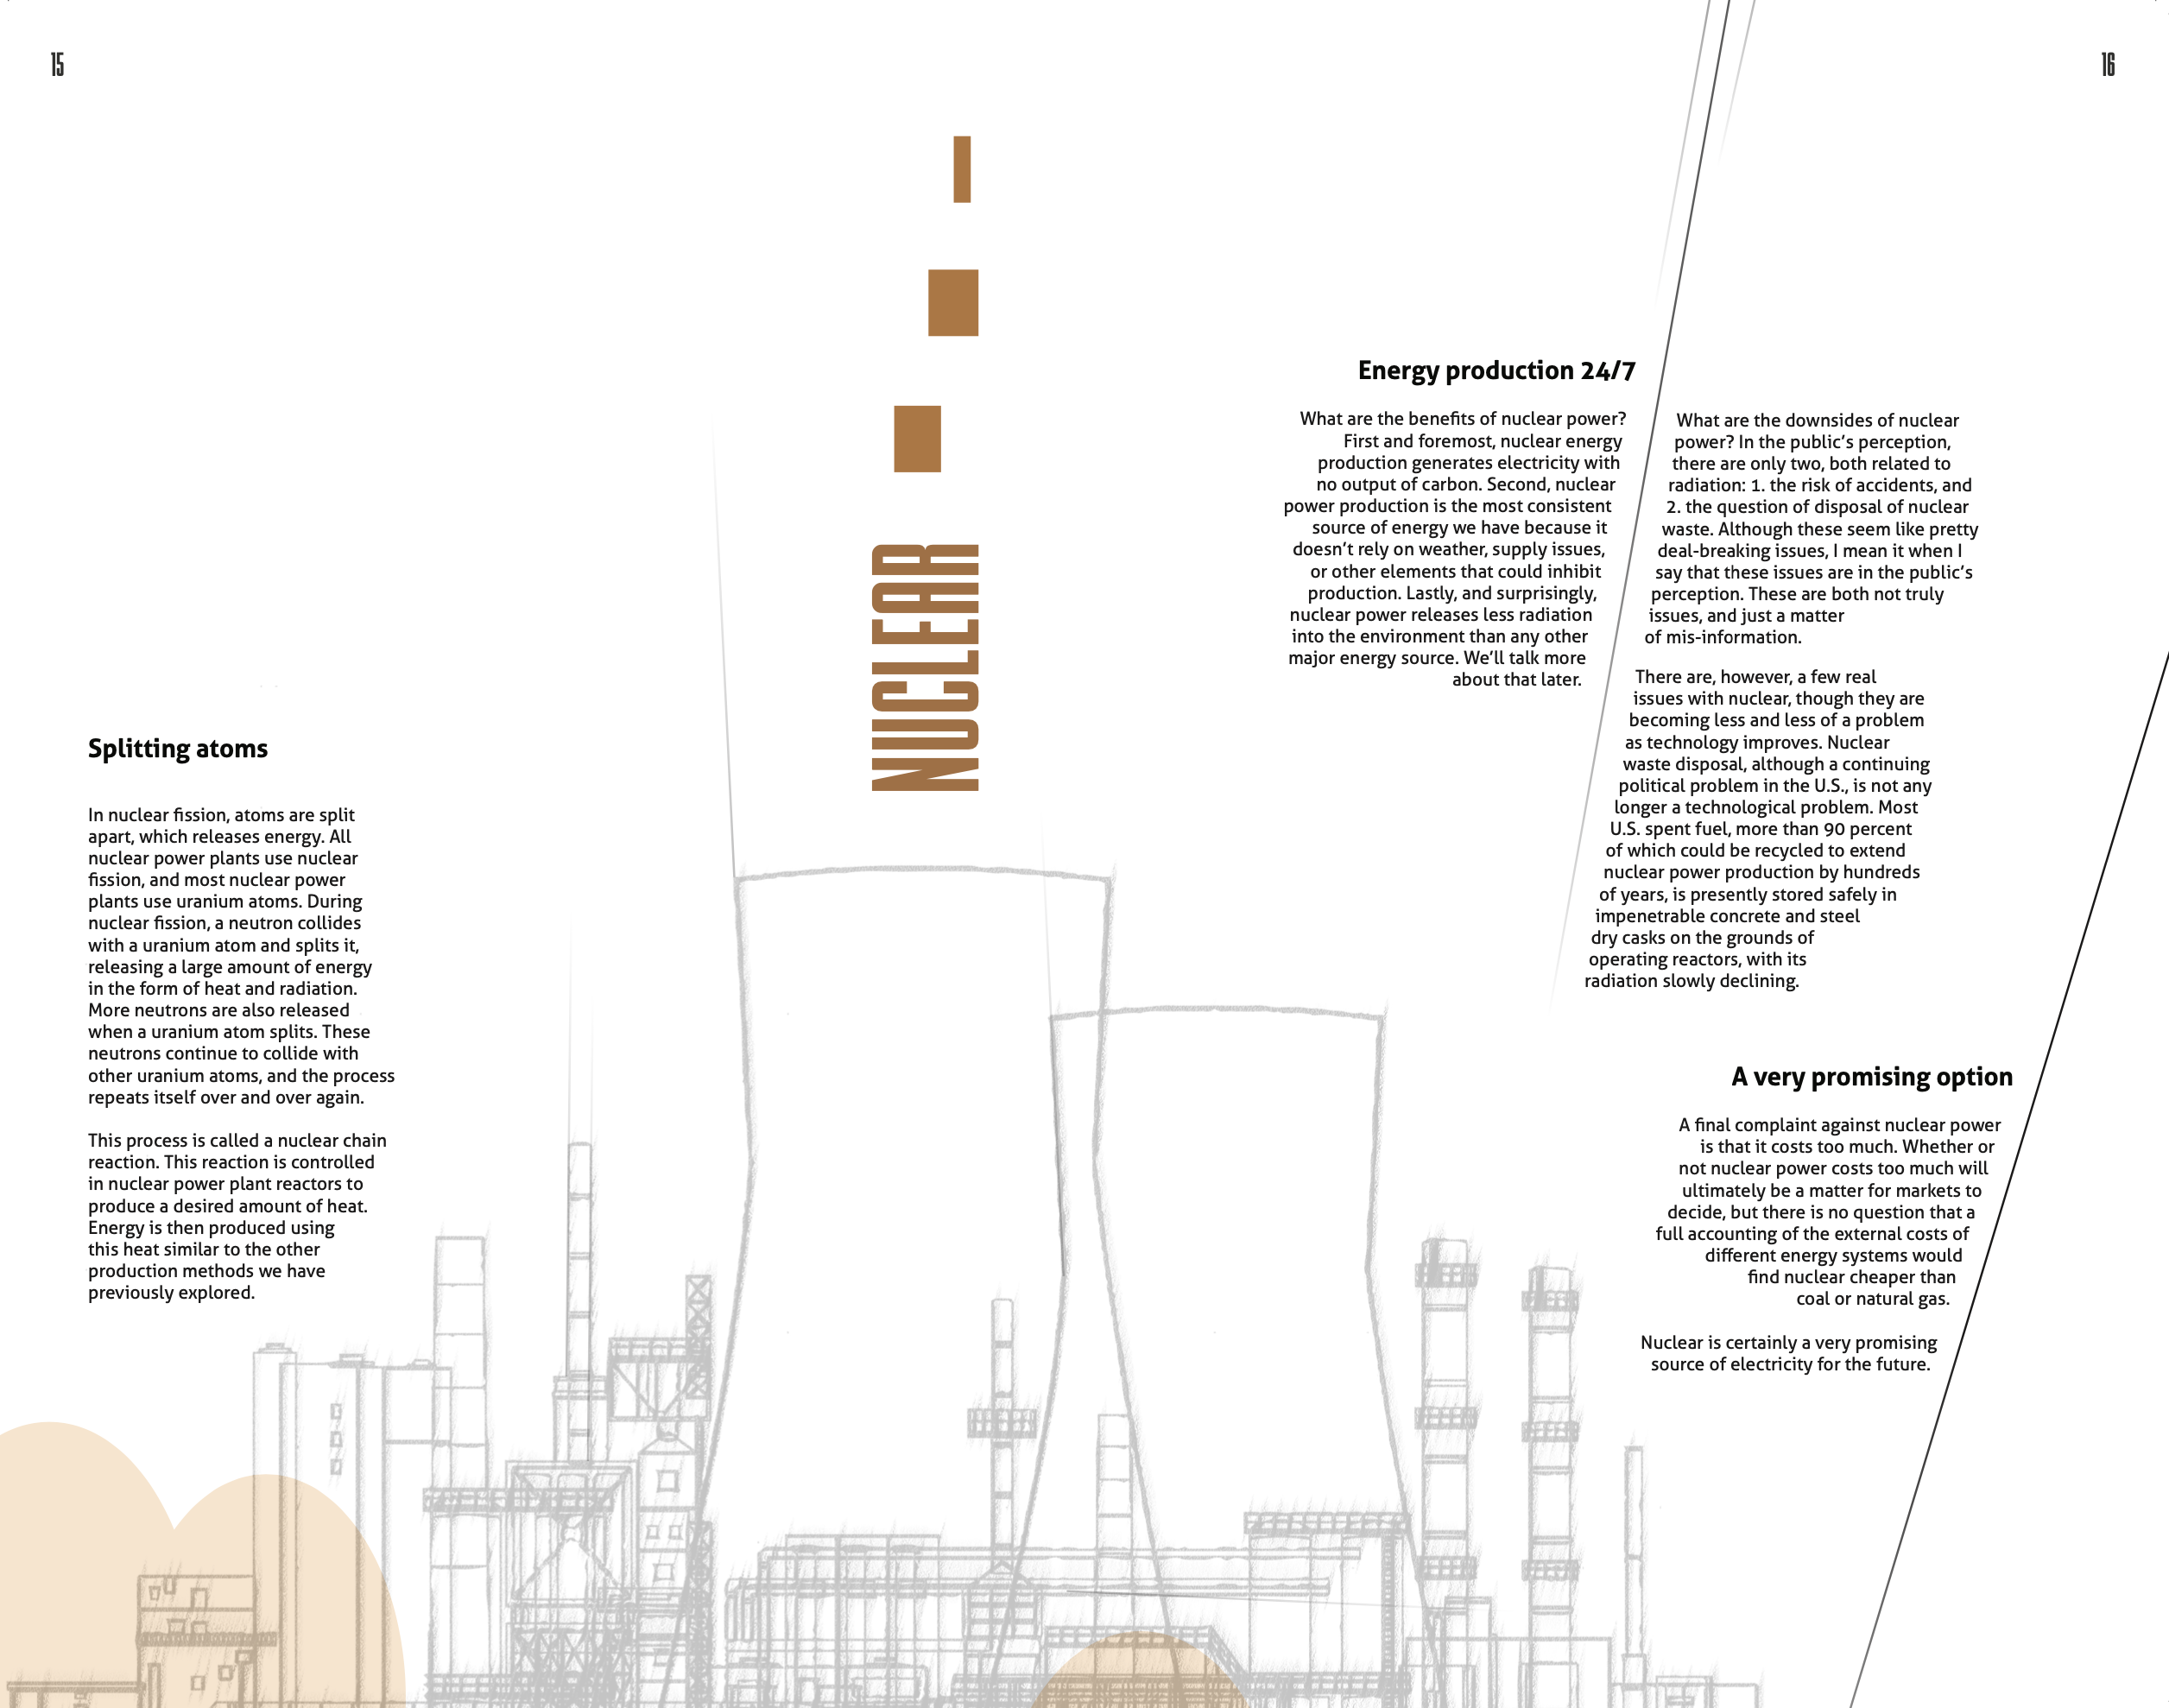 15
16
NUCLEAR
Splitting atoms
In nuclear fission, atoms are split
apart, which releases energy. All
nuclear power plants use nuclear
fission, and most nuclear power
plants use uranium atoms. During
nuclear fission, a neutron collides
with a uranium atom and splits it,
releasing a large amount of energy
in the form of heat and radiation.
More neutrons are also released
when a uranium atom splits. These
neutrons continue to collide with
other uranium atoms, and the process
repeats itself over and over again.
This process is called a nuclear chain
reaction. This reaction is controlled
in nuclear power plant reactors to
produce a desired amount of heat.
Energy is then produced using
this heat similar to the other
production methods we have
previously explored.
Energy production 24/7
What are the benefits of nuclear power?
First and foremost, nuclear energy
production generates electricity with
no output of carbon. Second, nuclear
power production is the most consistent
source of energy we have because it
doesn’t rely on weather, supply issues,
or other elements that could inhibit
production. Lastly, and surprisingly,
nuclear power releases less radiation
into the environment than any other
major energy source. We’ll talk more
about that later.
What are the downsides of nuclear
power? In the public’s perception,
there are only two, both related to
radiation: 1. the risk of accidents, and
2. the question of disposal of nuclear
waste. Although these seem like pretty
deal-breaking issues, I mean it when I
say that these issues are in the public’s
perception. These are both not truly
issues, and just a matter
of mis-information.
There are, however, a few real
issues with nuclear, though they are
becoming less and less of a problem
as technology improves. Nuclear
waste disposal, although a continuing
political problem in the U.S., is not any
longer a technological problem. Most
U.S. spent fuel, more than 90 percent
of which could be recycled to extend
nuclear power production by hundreds
of years, is presently stored safely in
impenetrable concrete and steel
dry casks on the grounds of
operating reactors, with its
radiation slowly declining.
A very promising option
A final complaint against nuclear power
is that it costs too much. Whether or
not nuclear power costs too much will
ultimately be a matter for markets to
decide, but there is no question that a
full accounting of the external costs of
different energy systems would
find nuclear cheaper than
coal or natural gas.
Nuclear is certainly a very promising
source of electricity for the future.